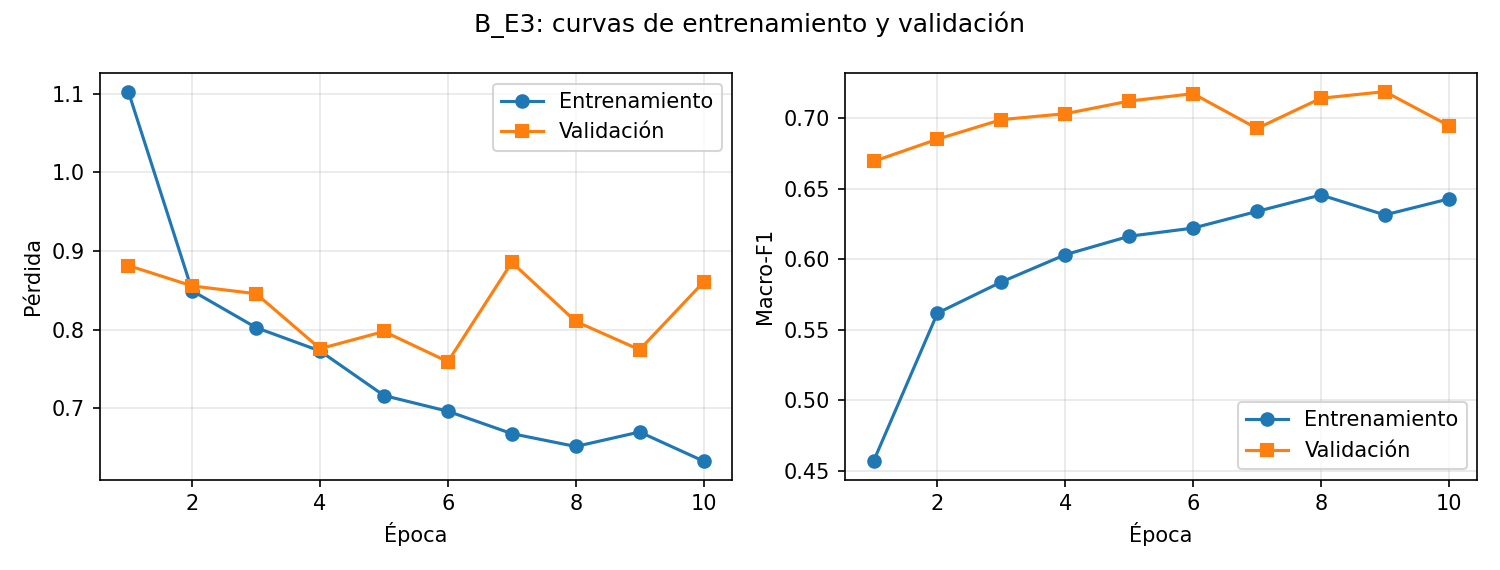 B_E3: curvas de entrenamiento y validación
Pérdida
1.1
1.0
0.9
0.8
0.7
2 4 6 8 10
Época
Entrenamiento
Validación
Macro-F1
0.70
0.65
0.60
0.55
0.50
0.45
2 4 6 8 10
Época
Entrenamiento
Validación